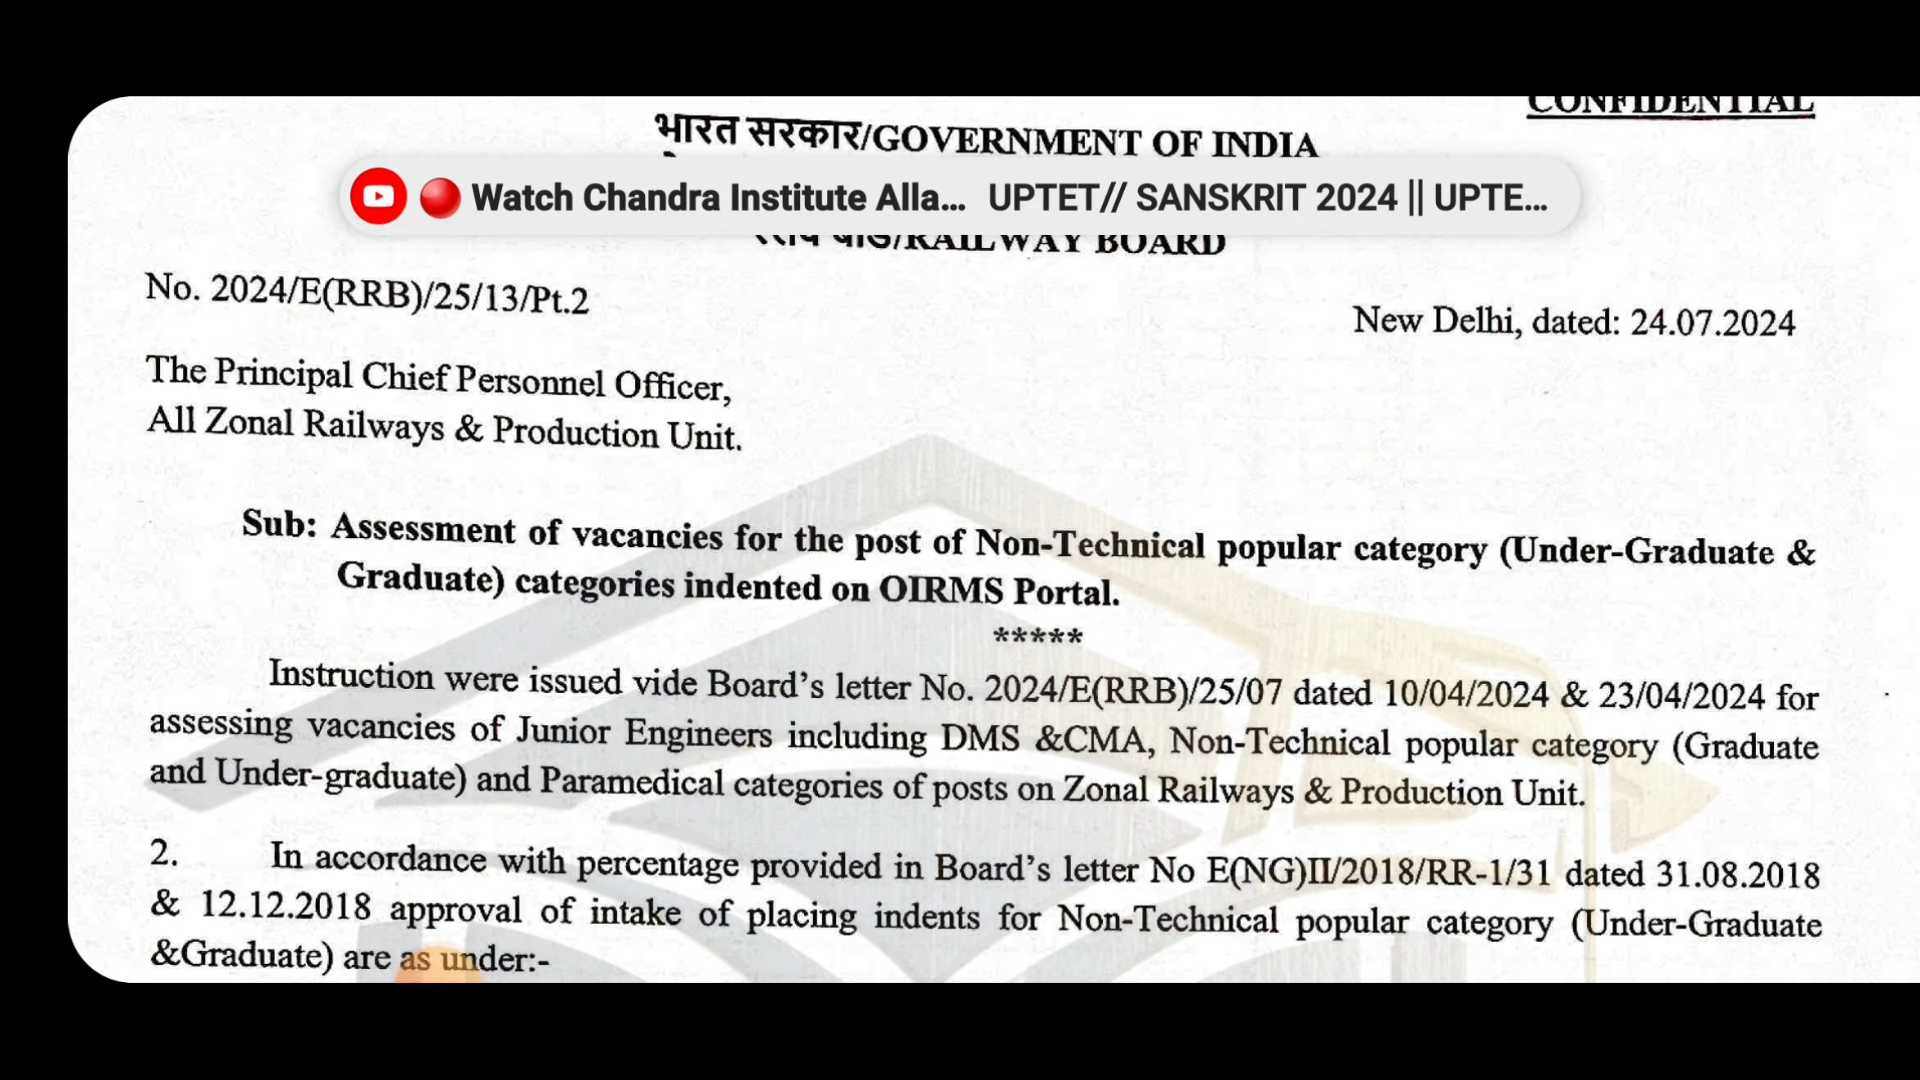 CONFIDENTIAL
भारत सरकार/GOVERNMENT OF INDIA
Watch Chandra Institute Alla... UPTET// SANSKRIT 2024 || UPTE...
/RAILWAY BOARD
No. 2024/E(RRB)/25/13/Pt.2
New Delhi, dated: 24.07.2024
The Principal Chief Personnel Officer,
All Zonal Railways & Production Unit.
Sub: Assessment of vacancies for the post of Non-Technical popular category (Under-Graduate &
Graduate) categories indented on OIRMS Portal.
*****
Instruction were issued vide Board’s letter No. 2024/E(RRB)/25/07 dated 10/04/2024 & 23/04/2024 for
assessing vacancies of Junior Engineers including DMS &CMA, Non-Technical popular category (Graduate
and Under-graduate) and Paramedical categories of posts on Zonal Railways & Production Unit.
2. In accordance with percentage provided in Board’s letter No E(NG)II/2018/RR-1/31 dated 31.08.2018
& 12.12.2018 approval of intake of placing indents for Non-Technical popular category (Under-Graduate
&Graduate) are as under:-